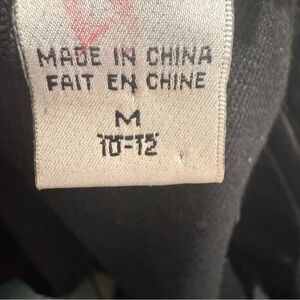 MADE IN CHINA
FAIT EN CHINE
M
10-12